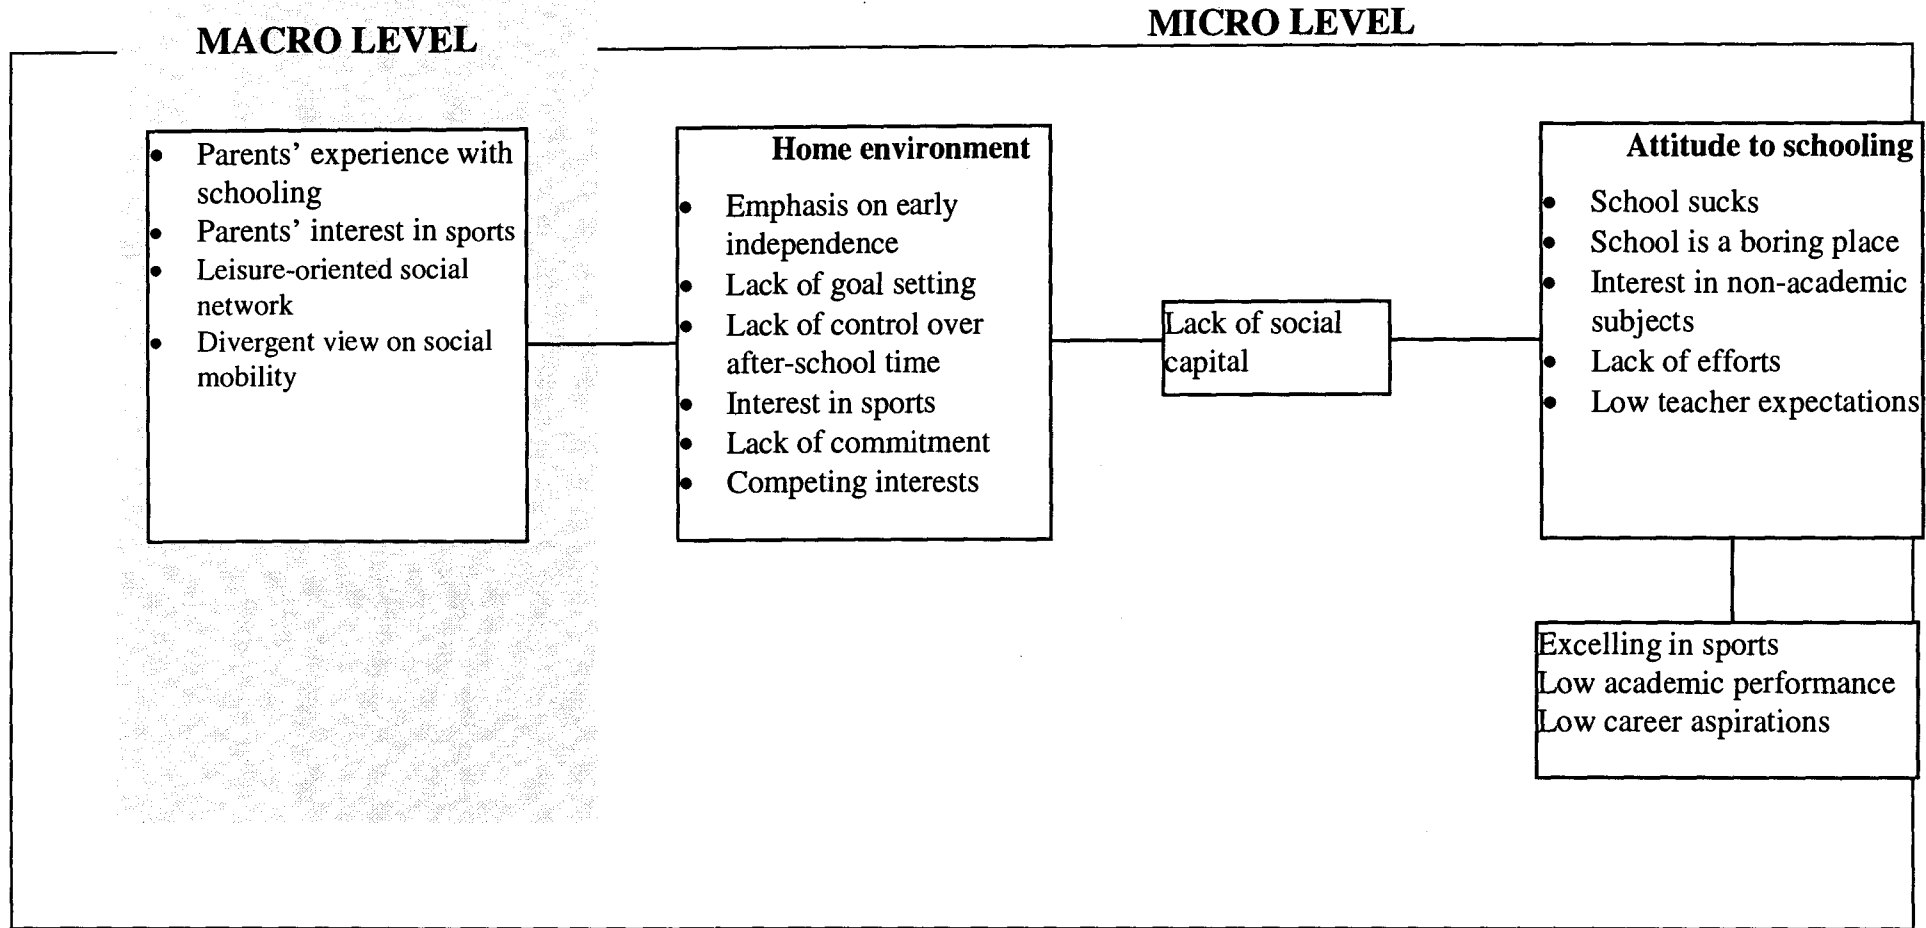 MACRO LEVEL
MICRO LEVEL
• Parents’ experience with
schooling
• Parents’ interest in sports
• Leisure-oriented social
network
• Divergent view on social
mobility
Home environment
• Emphasis on early
independence
• Lack of goal setting
• Lack of control over
after-school time
• Interest in sports
• Lack of commitment
• Competing interests
Lack of social
capital
Attitude to schooling
• School sucks
• School is a boring place
• Interest in non-academic
subjects
• Lack of efforts
• Low teacher expectations
Excelling in sports
Low academic performance
Low career aspirations